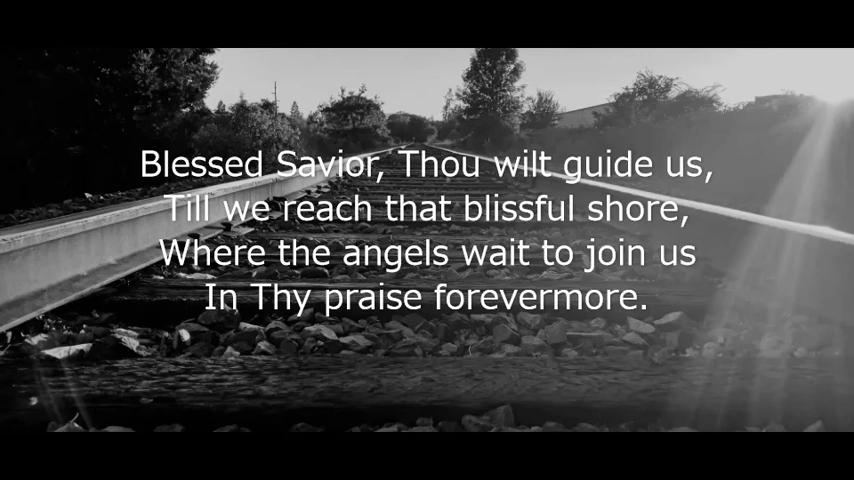 Blessed Savior, Thou wilt guide us,
Till we reach that blissful shore,
Where the angels wait to join us
In Thy praise forevermore.